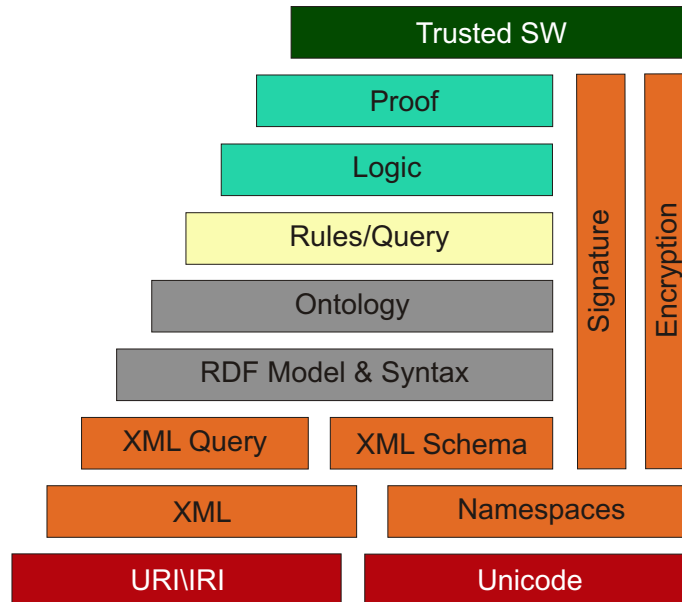 Trusted SW
Proof
Logic
Rules/Query
Ontology
RDF Model & Syntax
Signature
Encryption
XML Query
XML Schema
XML
Namespaces
URI\IRI
Unicode